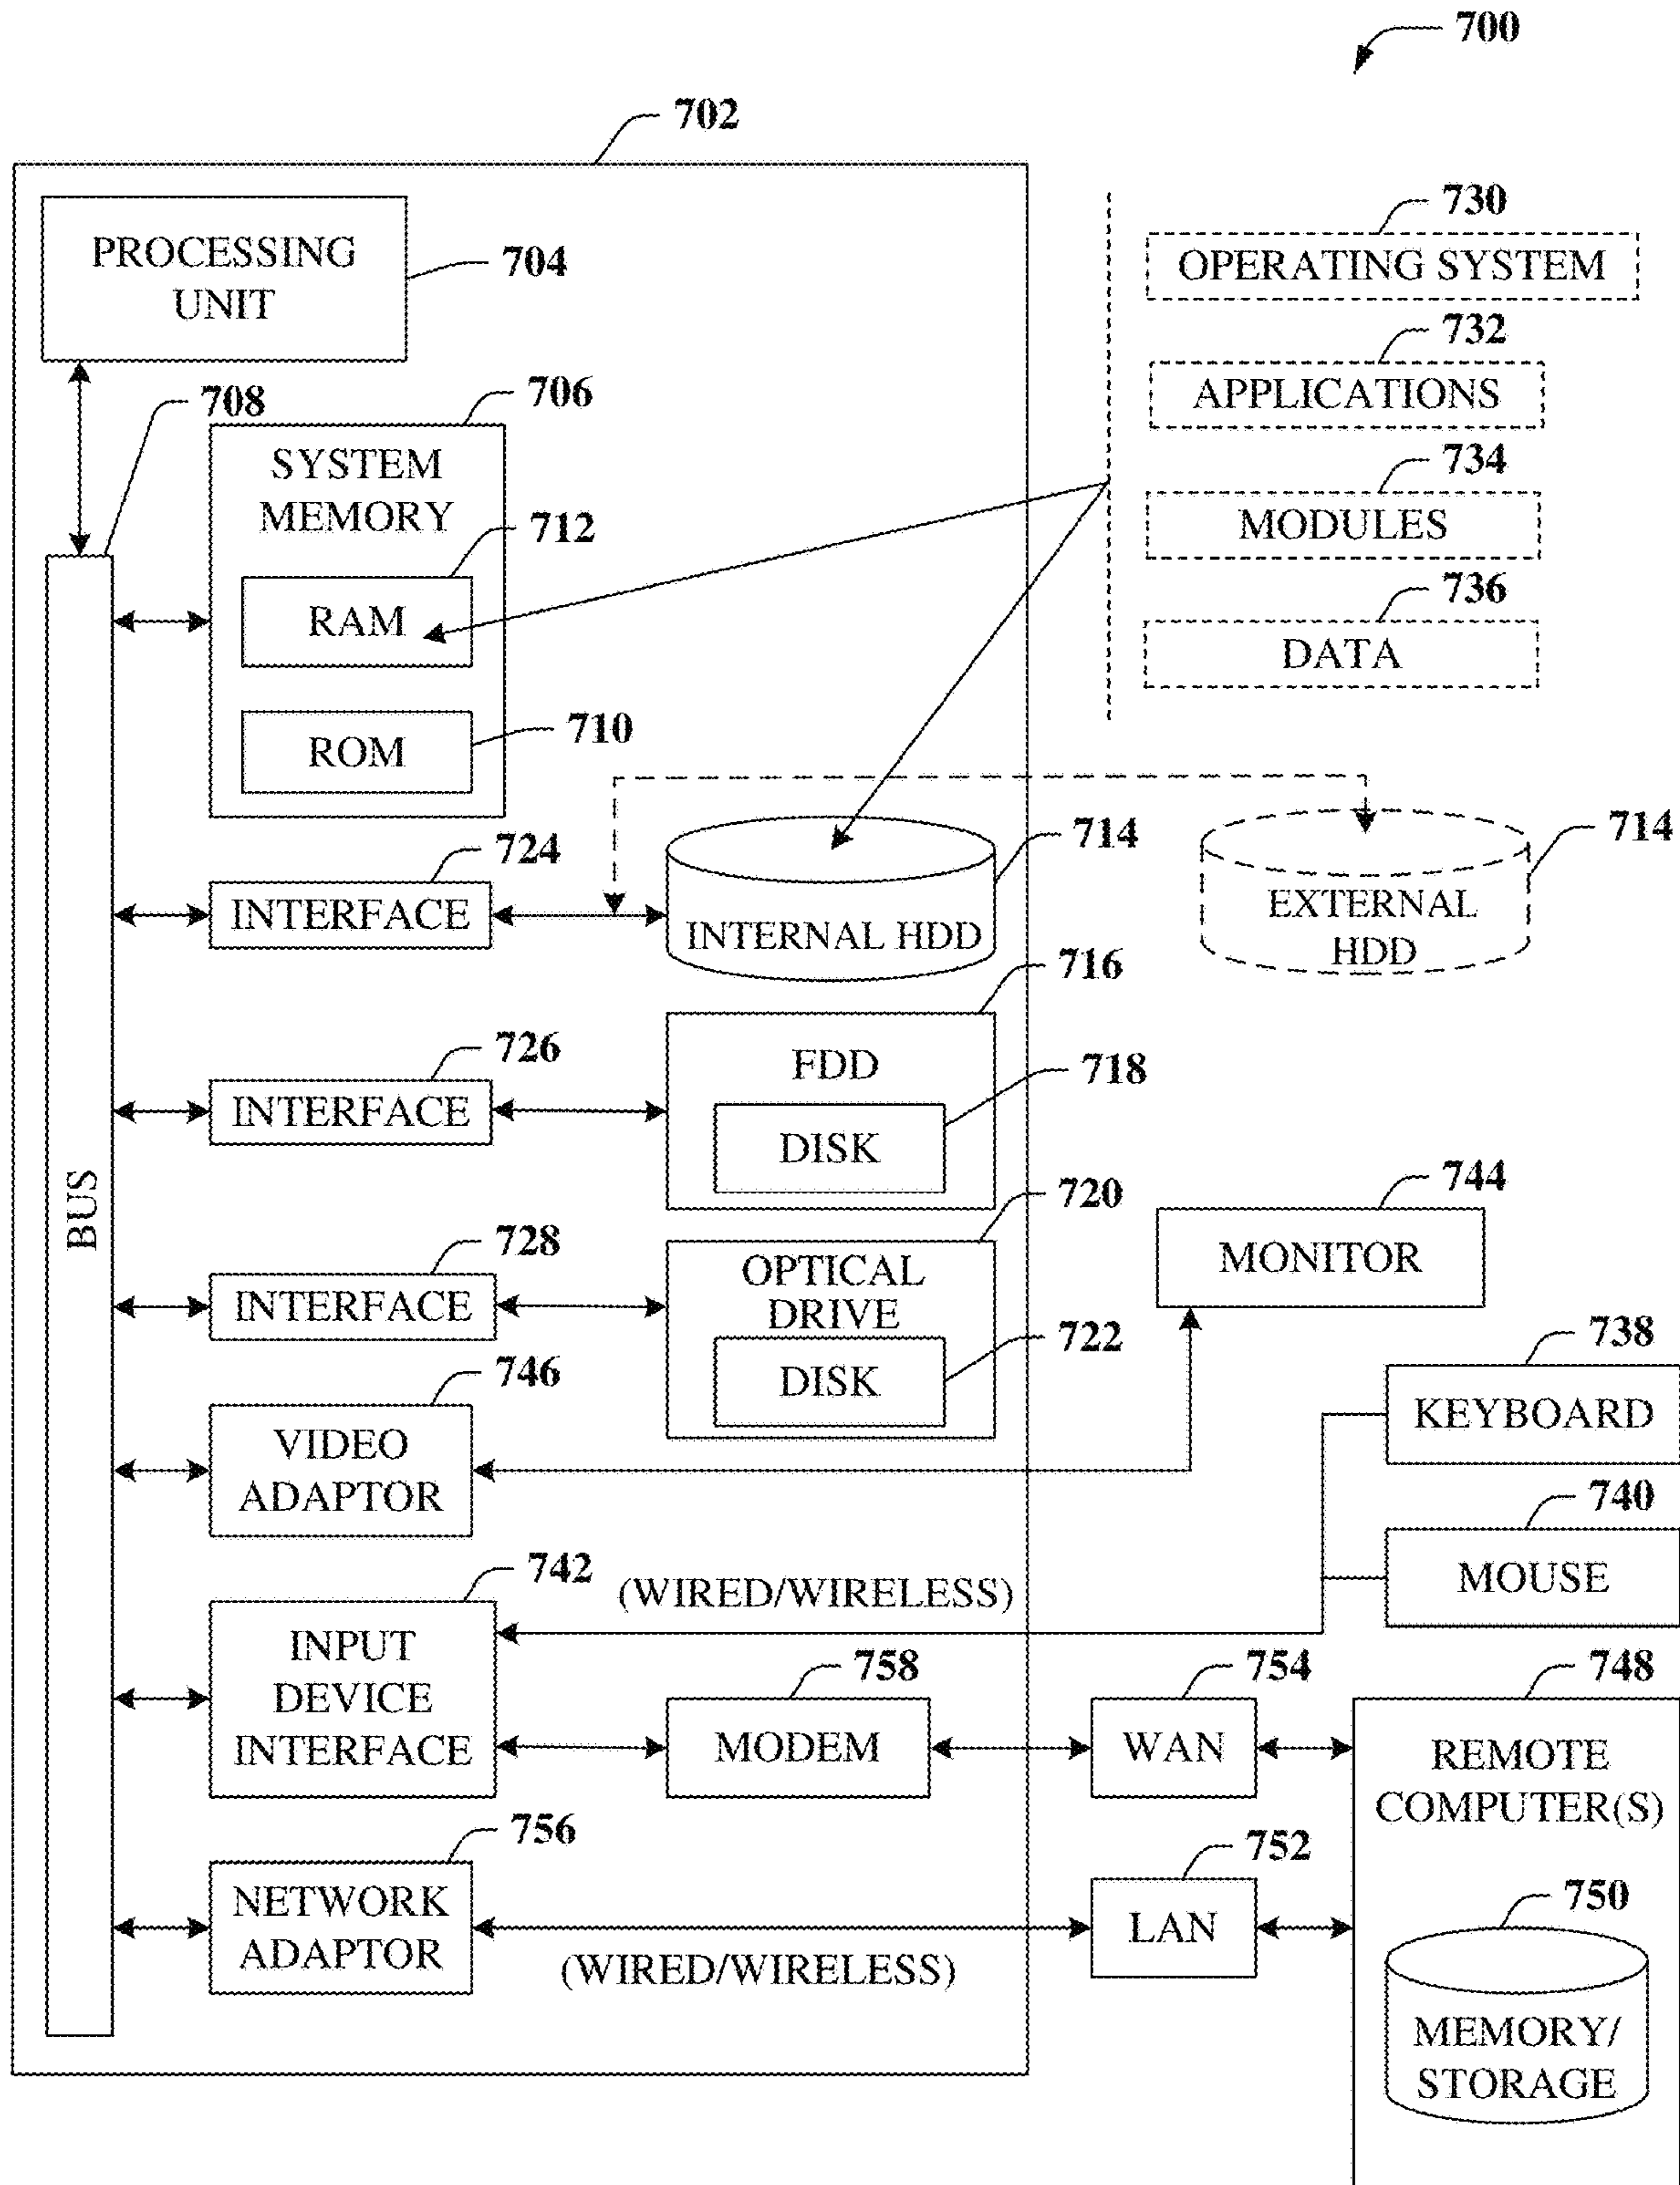 700
702
PROCESSING
UNIT
704
730
OPERATING SYSTEM
732
APPLICATIONS
734
MODULES
736
DATA
708
706
SYSTEM
MEMORY
712
RAM
710
ROM
724
INTERFACE
714
INTERNAL HDD
714
EXTERNAL
HDD
726
INTERFACE
716
FDD
718
DISK
BUS
728
INTERFACE
720
OPTICAL
DRIVE
722
DISK
744
MONITOR
746
VIDEO
ADAPTOR
738
KEYBOARD
740
MOUSE
742
(WIRED/WIRELESS)
INPUT
DEVICE
INTERFACE
758
MODEM
754
WAN
748
REMOTE
COMPUTER(S)
756
NETWORK
ADAPTOR
(WIRED/WIRELESS)
752
LAN
750
MEMORY/
STORAGE